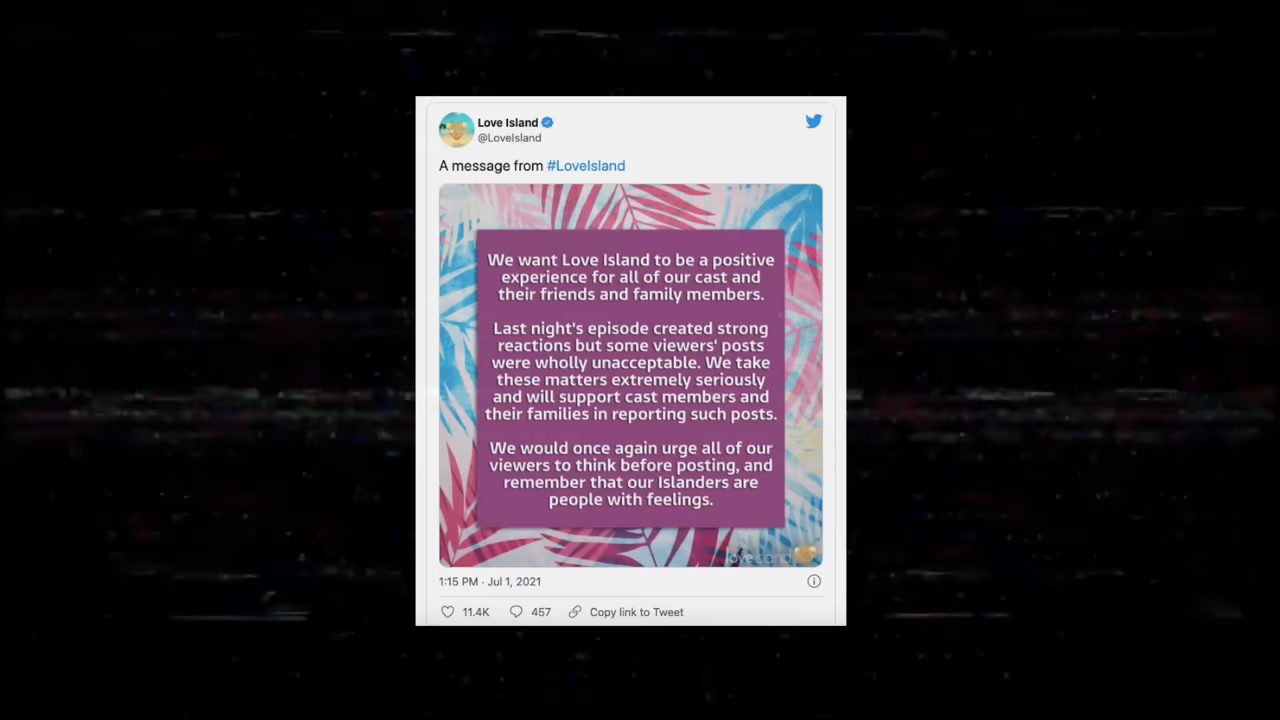 Love Island
@LoveIsland
A message from #LoveIsland
We want Love Island to be a positive
experience for all of our cast and
their friends and family members.
Last night's episode created strong
reactions but some viewers' posts
were wholly unacceptable. We take
these matters extremely seriously
and will support cast members and
their families in reporting such posts.
We would once again urge all of our
viewers to think before posting, and
remember that our Islanders are
people with feelings.
love island
1:15 PM · Jul 1, 2021
11.4K 457 Copy link to Tweet